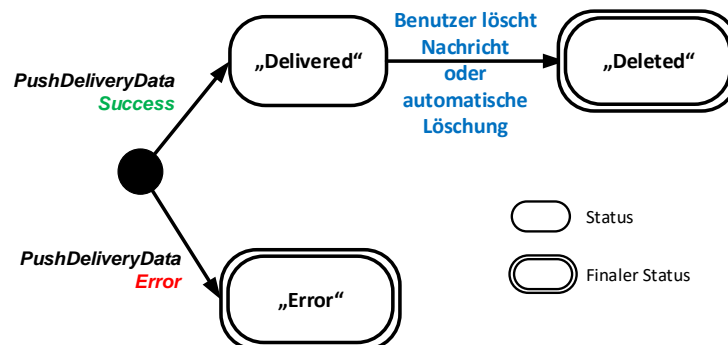 Benutzer löscht
Nachricht
oder
automatische
Löschung
„Delivered“
„Deleted“
PushDeliveryData
Success
PushDeliveryData
Error
„Error“
Status
Finaler Status